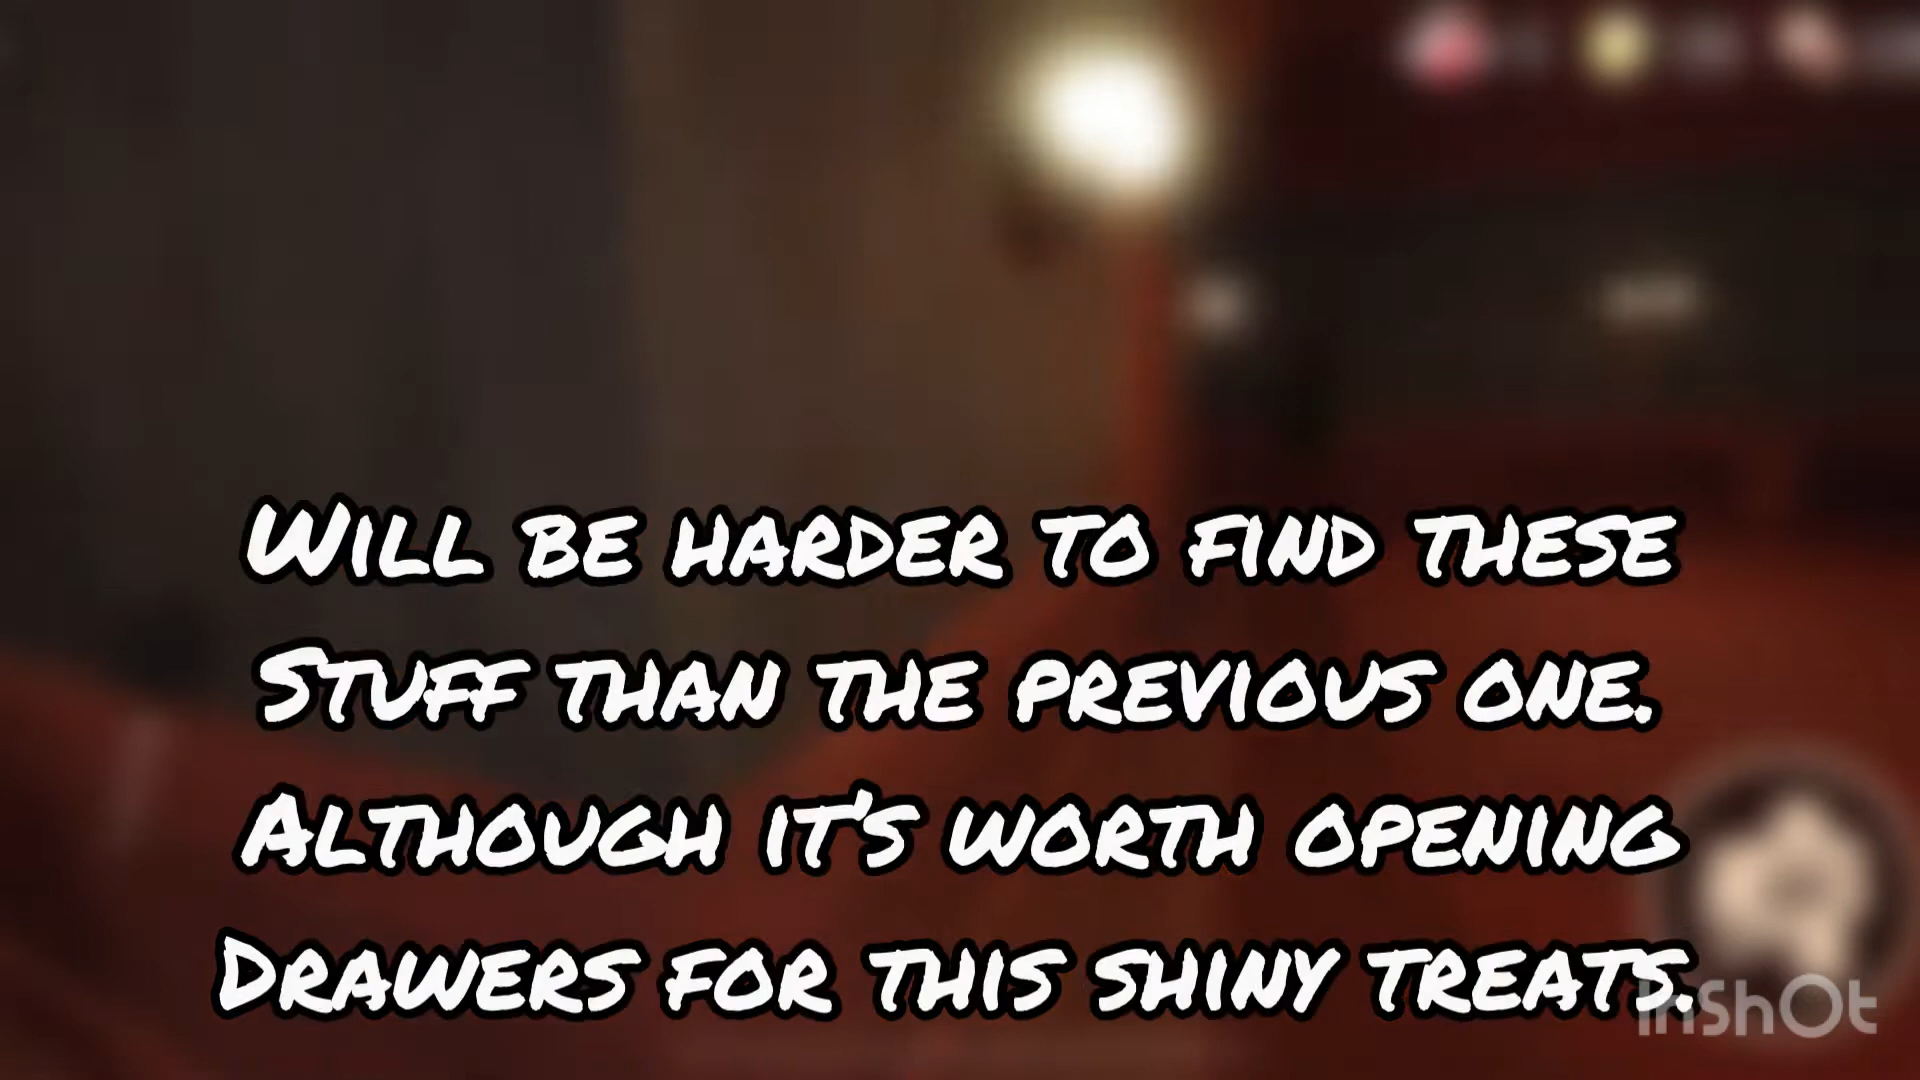 Will be harder to find these
Stuff than the previous one.
Although it's worth opening
Drawers for this shiny treats.
InShOt